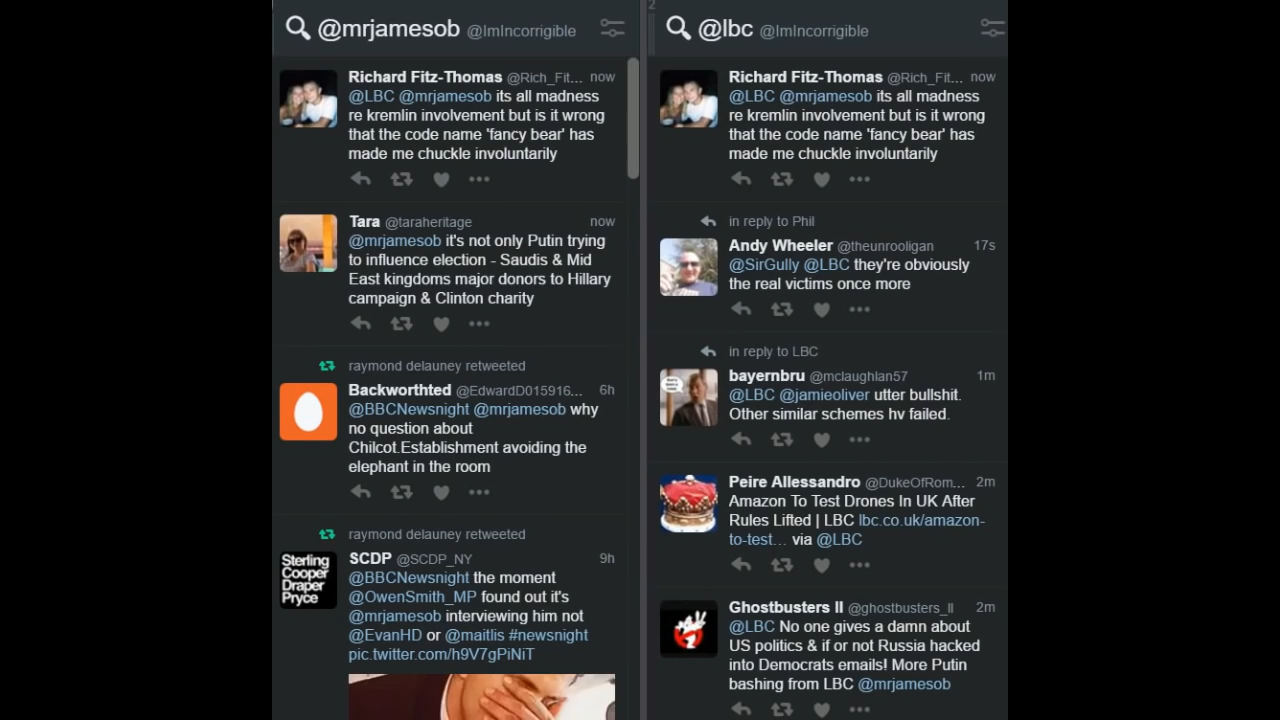 @mrjamesob @ImIncorrigible
Richard Fitz-Thomas @Rich_Fit... now
@LBC @mrjamesob its all madness
re kremlin involvement but is it wrong
that the code name 'fancy bear' has
made me chuckle involuntarily
Tara @taraheritage now
@mrjamesob it's not only Putin trying
to influence election - Saudis & Mid
East kingdoms major donors to Hillary
campaign & Clinton charity
raymond delauney retweeted
Backworthted @EdwardD015916... 6h
@BBCNewsnight @mrjamesob why
no question about
Chilcot.Establishment avoiding the
elephant in the room
raymond delauney retweeted
SCDP @SCDP_NY 9h
Sterling
Cooper
Draper
Pryce
@BBCNewsnight the moment
@OwenSmith_MP found out it's
@mrjamesob interviewing him not
@EvanHD or @maitlis #newsnight
pic.twitter.com/h9V7gPiNiT
2
@lbc @ImIncorrigible
Richard Fitz-Thomas @Rich_Fit... now
@LBC @mrjamesob its all madness
re kremlin involvement but is it wrong
that the code name 'fancy bear' has
made me chuckle involuntarily
in reply to Phil
Andy Wheeler @theunrooligan 17s
@SirGully @LBC they're obviously
the real victims once more
in reply to LBC
bayernbru @mclaughlan57 1m
@LBC @jamieoliver utter bullshit.
Other similar schemes hv failed.
Peire Allessandro @DukeOfRom... 2m
Amazon To Test Drones In UK After
Rules Lifted | LBC lbc.co.uk/amazon-
to-test... via @LBC
Ghostbusters II @ghostbusters_II 2m
@LBC No one gives a damn about
US politics & if or not Russia hacked
into Democrats emails! More Putin
bashing from LBC @mrjamesob